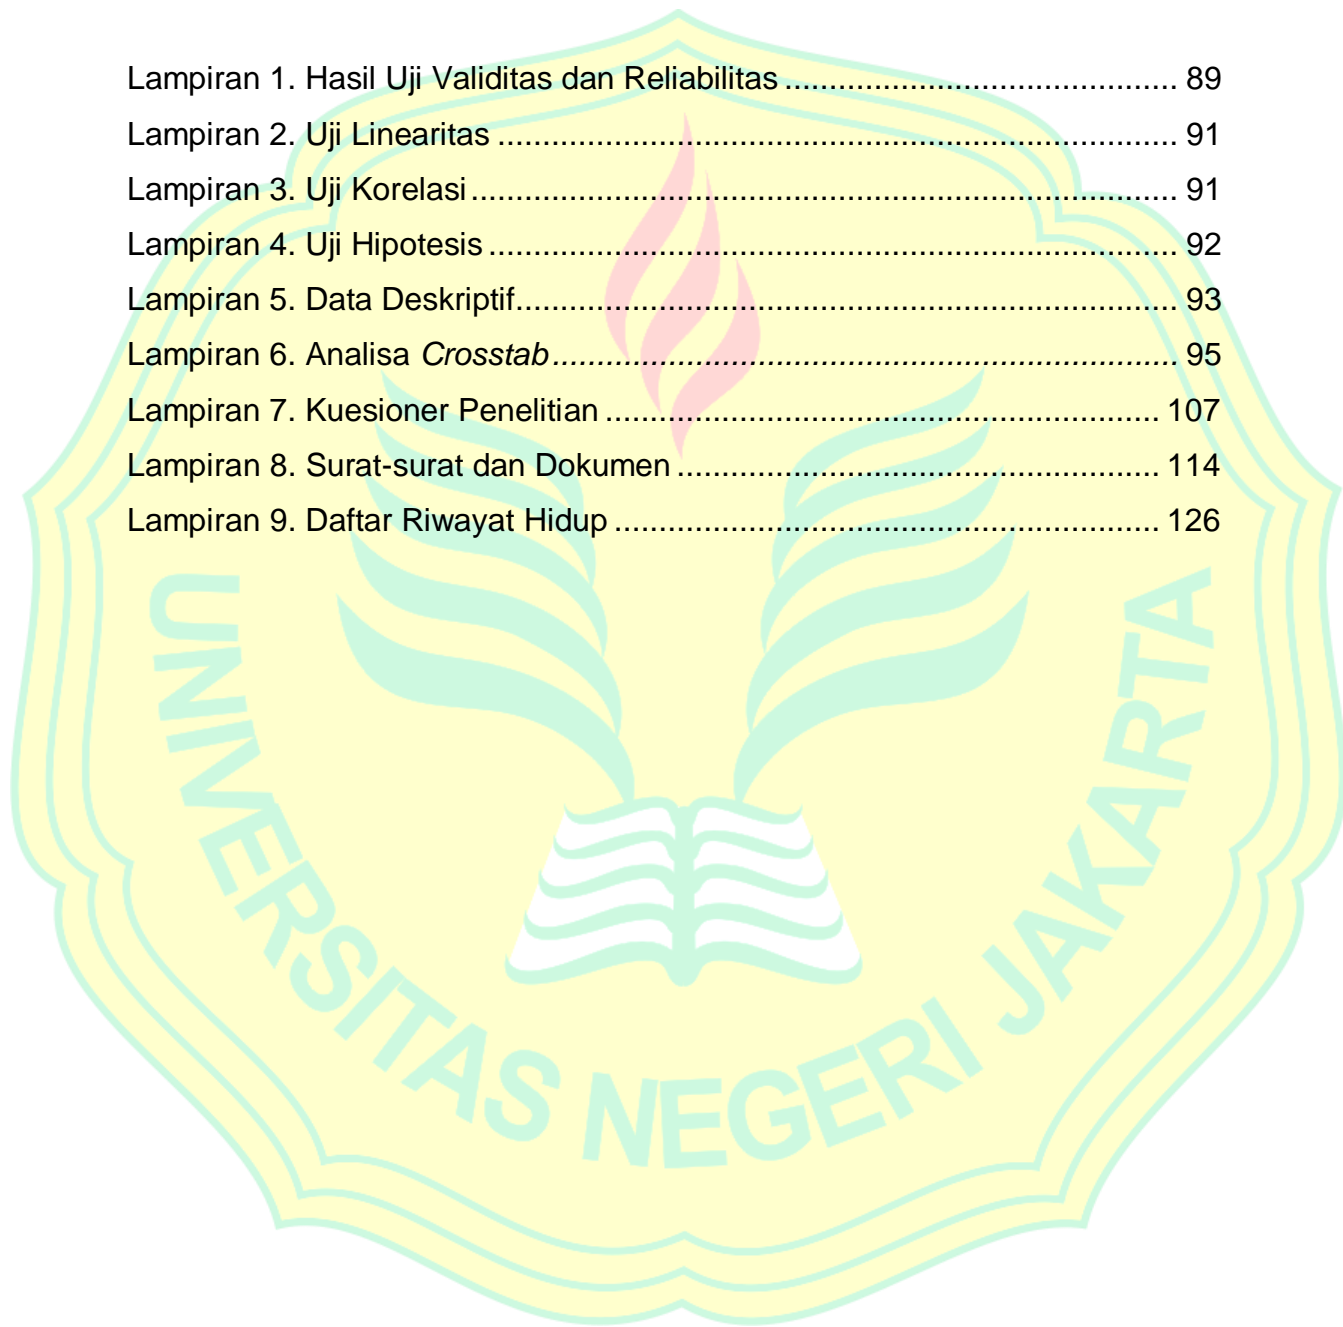 Lampiran 1. Hasil Uji Validitas dan Reliabilitas ............................................ 89
Lampiran 2. Uji Linearitas ............................................................................ 91
Lampiran 3. Uji Korelasi ............................................................................... 91
Lampiran 4. Uji Hipotesis ............................................................................. 92
Lampiran 5. Data Deskriptif.......................................................................... 93
Lampiran 6. Analisa Crosstab ...................................................................... 95
Lampiran 7. Kuesioner Penelitian .............................................................. 107
Lampiran 8. Surat-surat dan Dokumen ...................................................... 114
Lampiran 9. Daftar Riwayat Hidup ............................................................. 126
UNIVERSITAS NEGERI JAKARTA